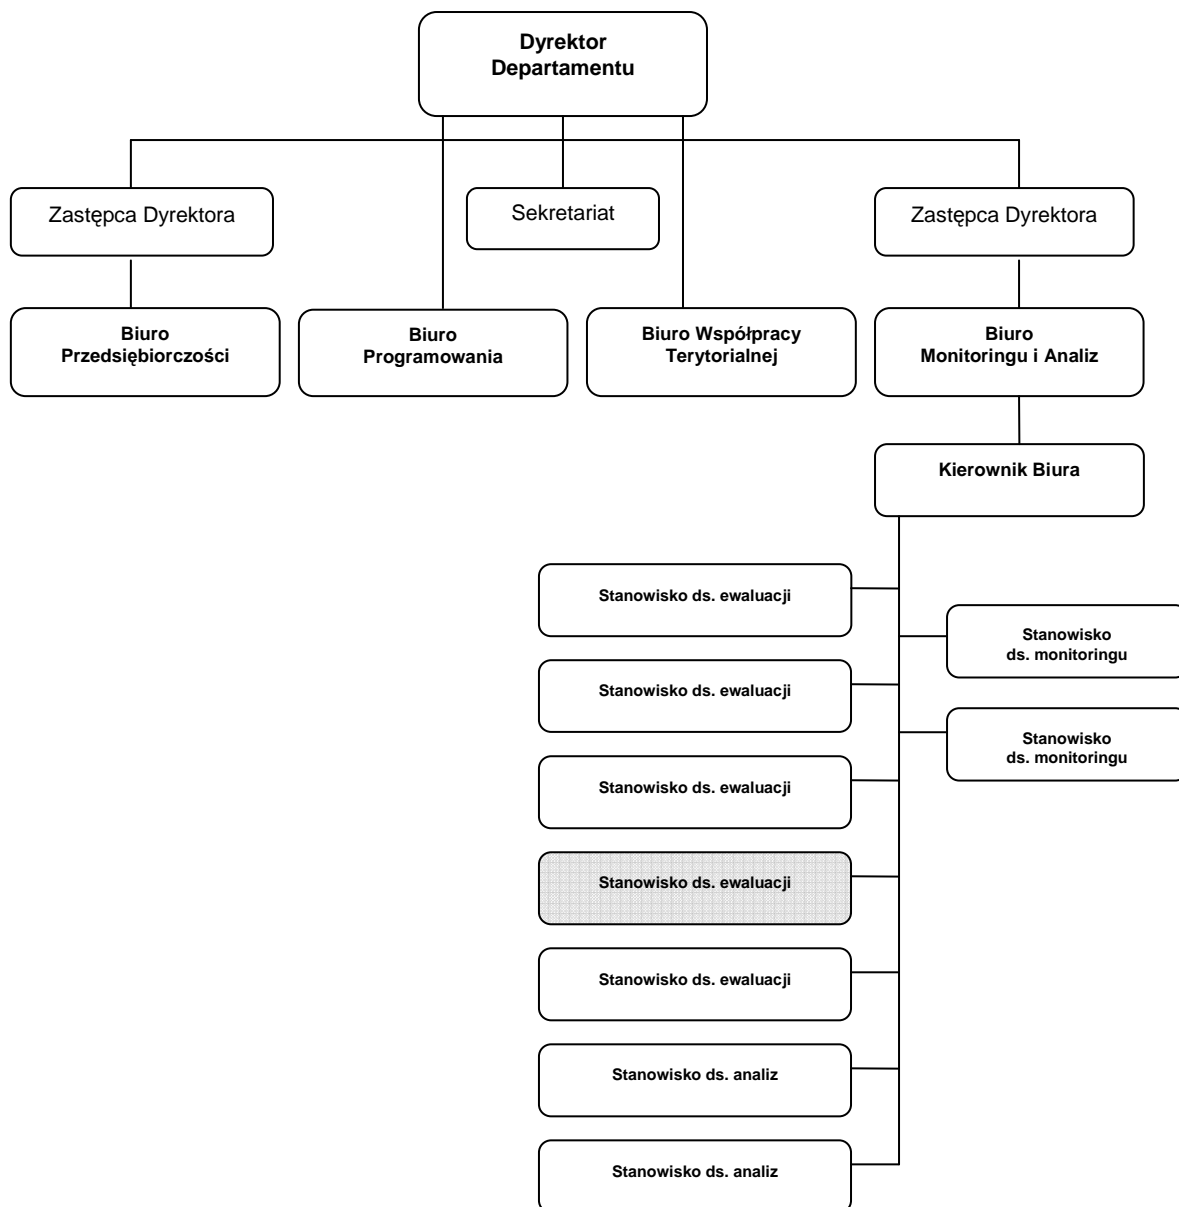 Dyrektor
Departamentu
Zastępca Dyrektora
Sekretariat
Zastępca Dyrektora
Biuro
Przedsiębiorczości
Biuro
Programowania
Biuro Współpracy
Terytorialnej
Biuro
Monitoringu i Analiz
Kierownik Biura
Stanowisko ds. ewaluacji
Stanowisko
ds. monitoringu
Stanowisko ds. ewaluacji
Stanowisko
ds. monitoringu
Stanowisko ds. ewaluacji
Stanowisko ds. ewaluacji
Stanowisko ds. ewaluacji
Stanowisko ds. analiz
Stanowisko ds. analiz